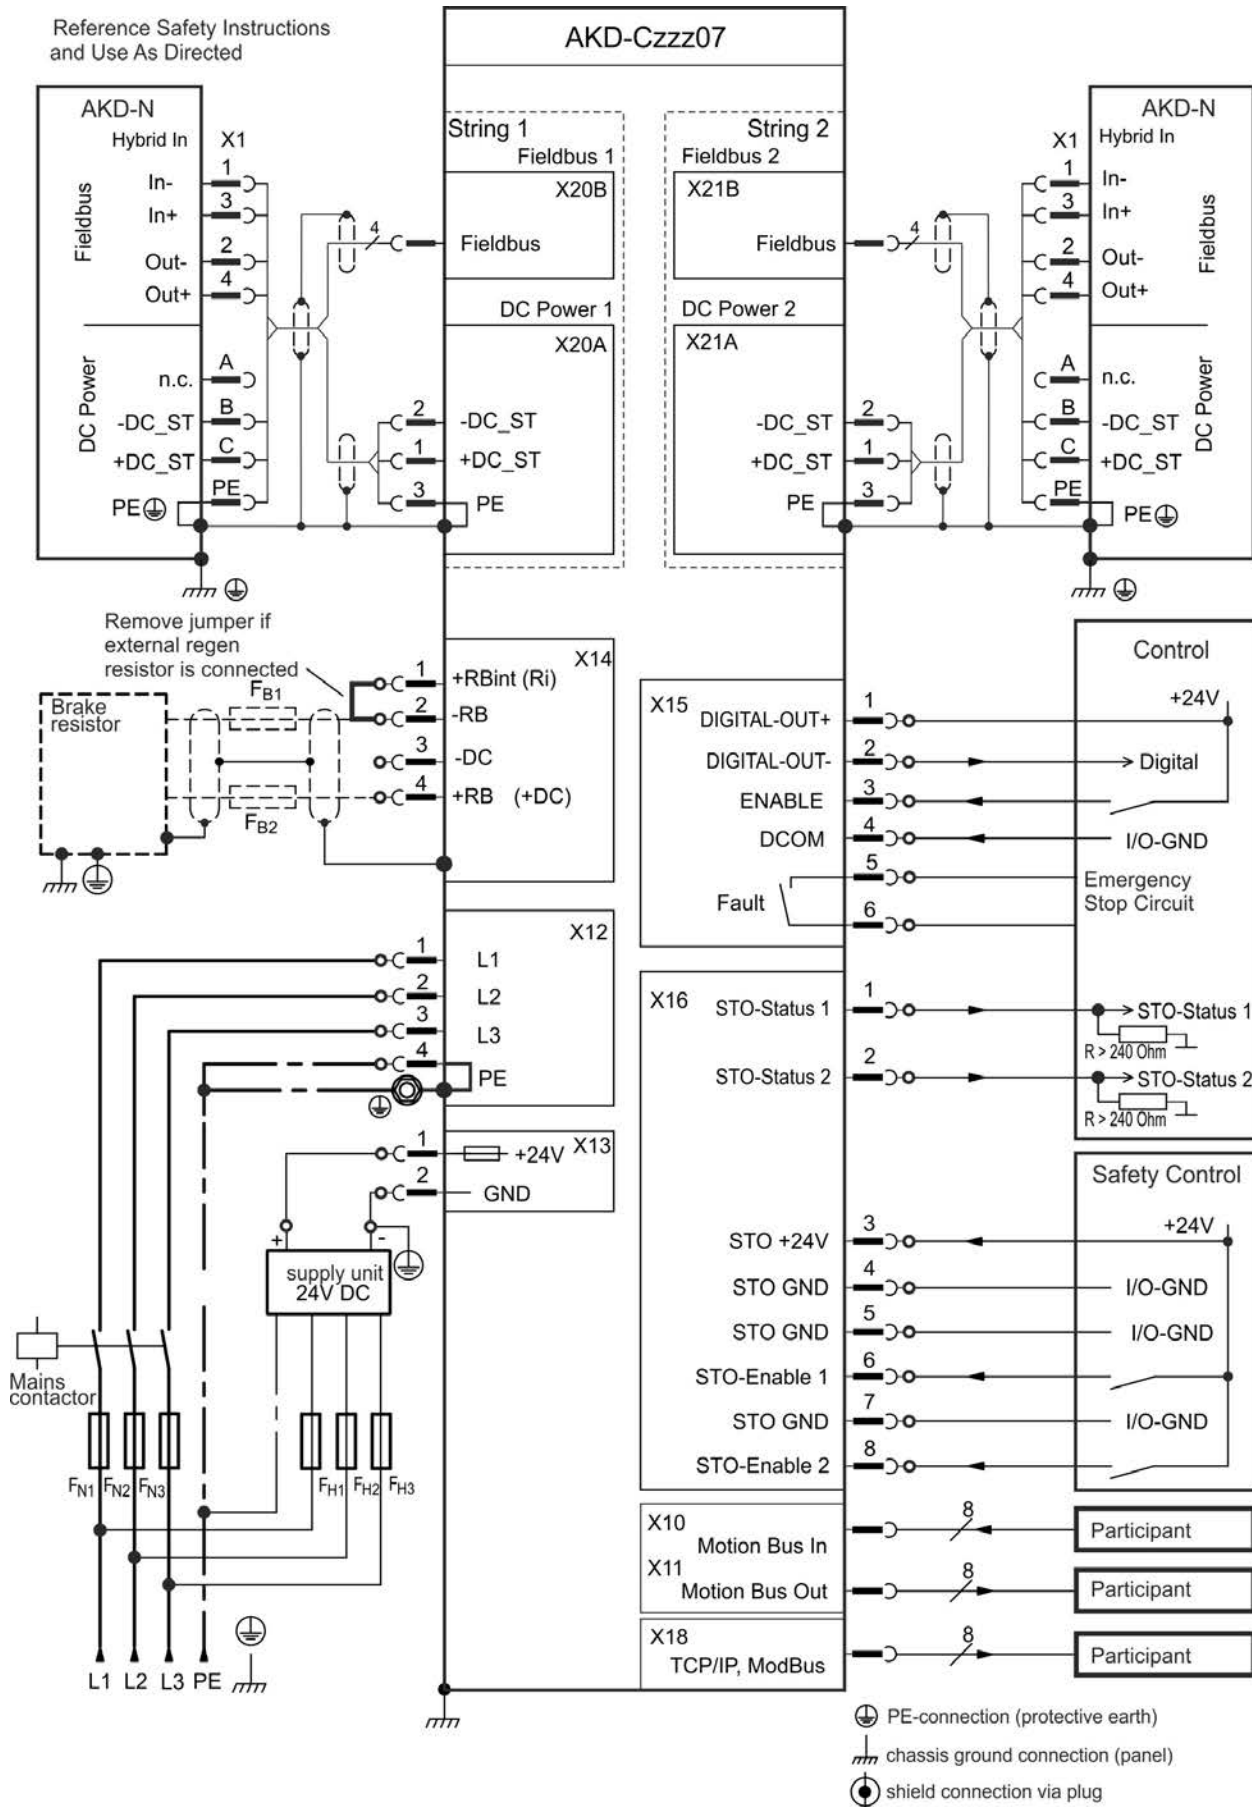 Reference Safety Instructions
and Use As Directed
AKD-Czzz07
AKD-N
Hybrid In X1
Fieldbus
In- 1
In+ 3
Out- 2
Out+ 4
DC Power
n.c. A
-DC_ST B
+DC_ST C
PE PE
String 1
Fieldbus 1
X20B
4 Fieldbus
DC Power 1
X20A
2 -DC_ST
1 +DC_ST
3 PE
String 2
Fieldbus 2
X21B
Fieldbus 4
DC Power 2
X21A
-DC_ST 2
+DC_ST 1
PE 3
AKD-N
X1 Hybrid In
Fieldbus
1 In-
3 In+
2 Out-
4 Out+
DC Power
A n.c.
B -DC_ST
C +DC_ST
PE PE
Remove jumper if
external regen
resistor is connected
Brake
resistor
FB1
FB2
X14
1 +RBint (Ri)
2 -RB
3 -DC
4 +RB (+DC)
X12
1 L1
2 L2
3 L3
4 PE
X13
1 +24V
2 GND
+ -
supply unit
24V DC
Mains
contactor
FN1 FN2 FN3 FH1 FH2 FH3
L1 L2 L3 PE
X15
DIGITAL-OUT+ 1
DIGITAL-OUT- 2
ENABLE 3
DCOM 4
5
Fault
6
Control
+24V
Digital
I/O-GND
Emergency
Stop Circuit
X16
STO-Status 1 1
STO-Status 2 2
STO-Status 1
R > 240 Ohm
STO-Status 2
R > 240 Ohm
Safety Control
+24V
STO +24V 3
STO GND 4 I/O-GND
STO GND 5 I/O-GND
STO-Enable 1 6
STO GND 7 I/O-GND
STO-Enable 2 8
X10
Motion Bus In 8 Participant
X11
Motion Bus Out 8 Participant
X18
TCP/IP, ModBus 8 Participant
PE-connection (protective earth)
chassis ground connection (panel)
shield connection via plug